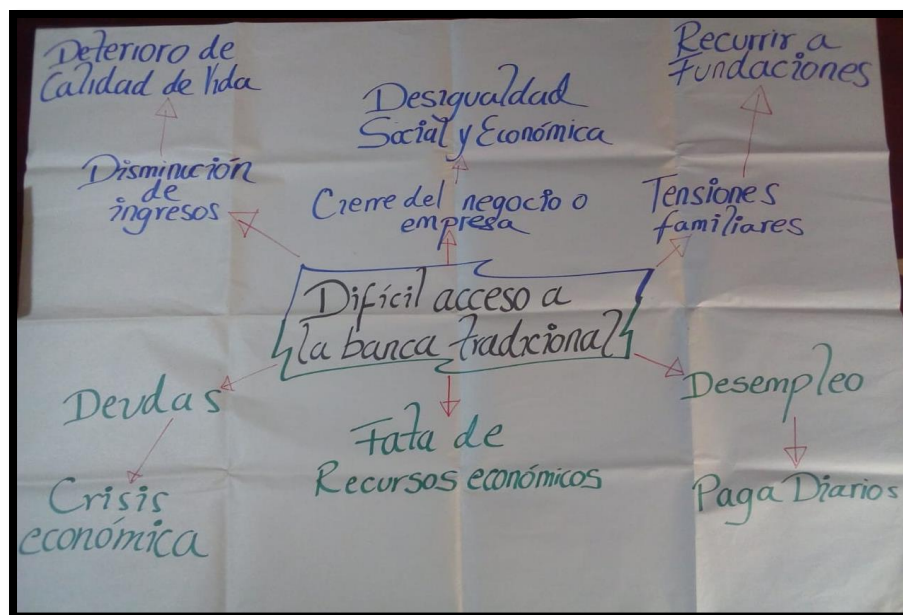 Deterioro de
Calidad de Vida
Desigualdad
Social y Económica
Recurrir a
Fundaciones
Disminución
de
ingresos
Cierre del negocio o
empresa
Tensiones
familiares
Difícil acceso a
la banca tradicional
Deudas
Fata de
Recursos económicos
Desempleo
Crisis
económica
Paga Diarios